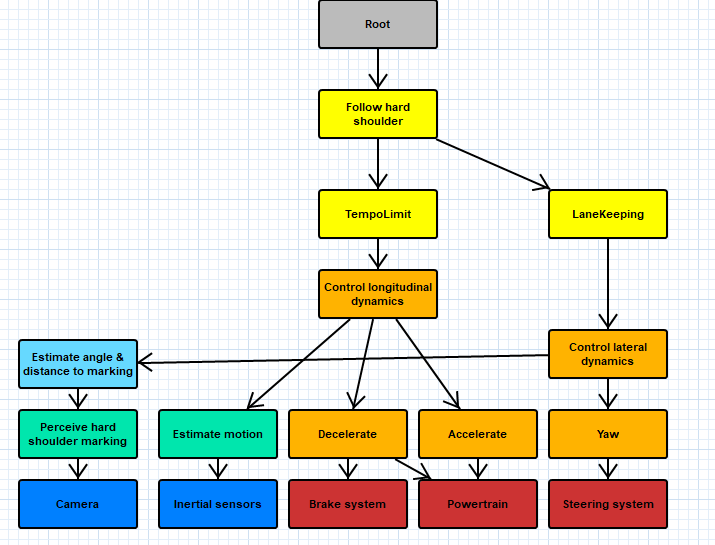 Root
Follow hard
shoulder
TempoLimit
LaneKeeping
Control longitudinal
dynamics
Control lateral
dynamics
Estimate angle &
distance to marking
Perceive hard
shoulder marking
Estimate motion
Decelerate
Accelerate
Yaw
Camera
Inertial sensors
Brake system
Powertrain
Steering system